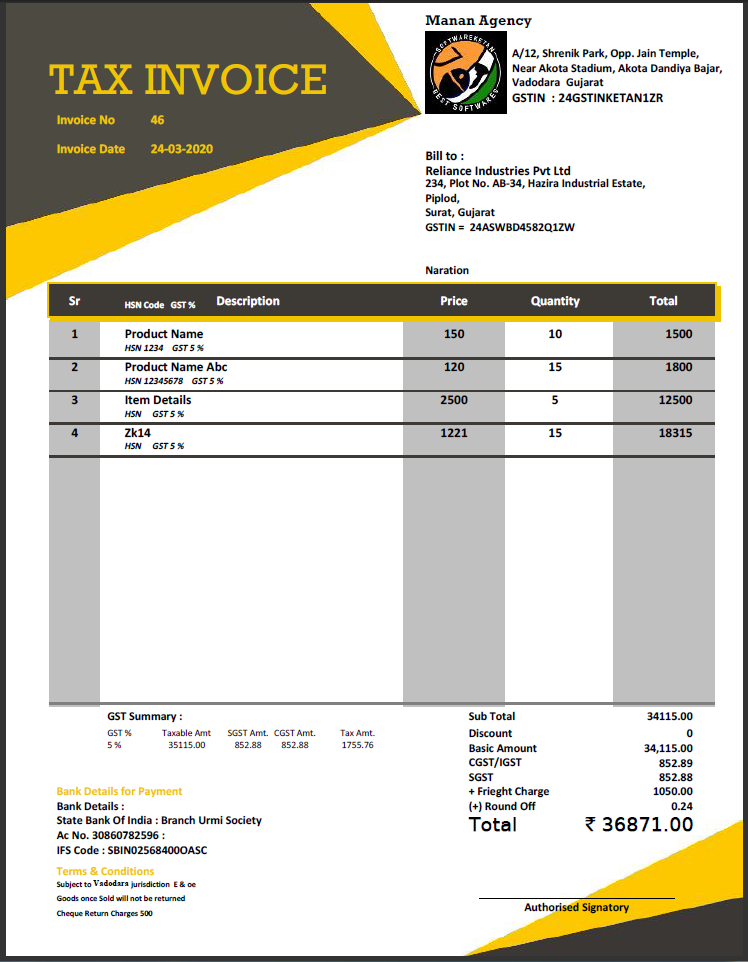 Manan Agency
TAX INVOICE
SOFTWAREKETAN
BEST SOFTWARES
A/12, Shrenik Park, Opp. Jain Temple,
Near Akota Stadium, Akota Dandiya Bajar,
Vadodara Gujarat
GSTIN : 24GSTINKETAN1ZR
Invoice No 46
Invoice Date 24-03-2020
Bill to :
Reliance Industries Pvt Ltd
234, Plot No. AB-34, Hazira Industrial Estate,
Piplod,
Surat, Gujarat
GSTIN = 24ASWBD4582Q1ZW
Naration
Sr HSN Code GST % Description Price Quantity Total
1 Product Name 150 10 1500
HSN 1234 GST 5 %
2 Product Name Abc 120 15 1800
HSN 12345678 GST 5 %
3 Item Details 2500 5 12500
HSN GST 5 %
4 Zk14 1221 15 18315
HSN GST 5 %
GST Summary :
GST % Taxable Amt SGST Amt. CGST Amt. Tax Amt.
5 % 35115.00 852.88 852.88 1755.76
Sub Total 34115.00
Discount 0
Basic Amount 34,115.00
CGST/IGST 852.89
SGST 852.88
+ Frieght Charge 1050.00
(+) Round Off 0.24
Total ₹ 36871.00
Bank Details for Payment
Bank Details :
State Bank Of India : Branch Urmi Society
Ac No. 30860782596 :
IFS Code : SBIN02568400OASC
Terms & Conditions
Subject to Vadodara jurisdiction E & oe
Goods once Sold will not be returned
Cheque Return Charges 500
Authorised Signatory